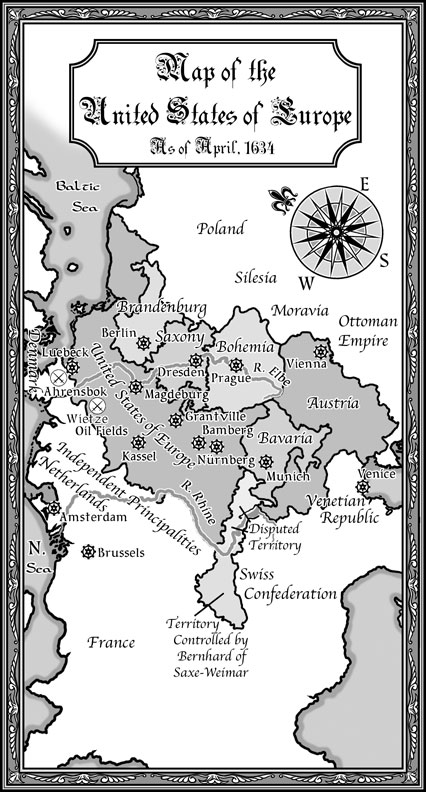 Map of the
United States of Europe
As of April, 1634
Baltic
Sea
E
S
W
Poland
Silesia
Moravia
Ottoman
Empire
Brandenburg
Berlin
Saxony
Bohemia
Denmark
Luebeck
Dresden
Prague
R. Elbe
Vienna
Ahrensbok
Magdeburg
Austria
Wietze
Oil Fields
United States of Europe
Grantville
Bamberg
Kassel
Nürnberg
Bavaria
Munich
Venice
Venetian
Republic
Independent Principalities
Netherlands
R. Rhine
Amsterdam
Disputed
Territory
N.
Sea
Brussels
Swiss
Confederation
Territory
Controlled by
Bernhard of
Saxe-Weimar
France